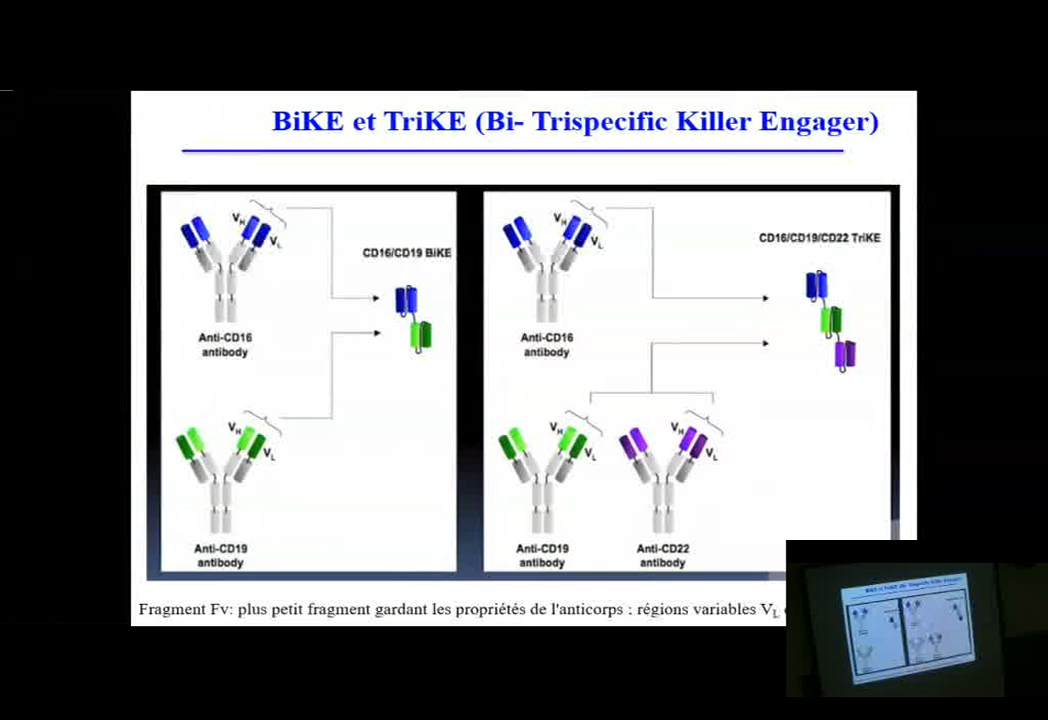 BiKE et TriKE (Bi- Trispecific Killer Engager)
VH
VL
CD16/CD19 BiKE
Anti-CD16
antibody
VH
VL
Anti-CD19
antibody
VH
VL
CD16/CD19/CD22 TriKE
Anti-CD16
antibody
VH
VL
VH
VL
Anti-CD19
antibody
Anti-CD22
antibody
Fragment Fv: plus petit fragment gardant les propriétés de l'anticorps ; régions variables VL